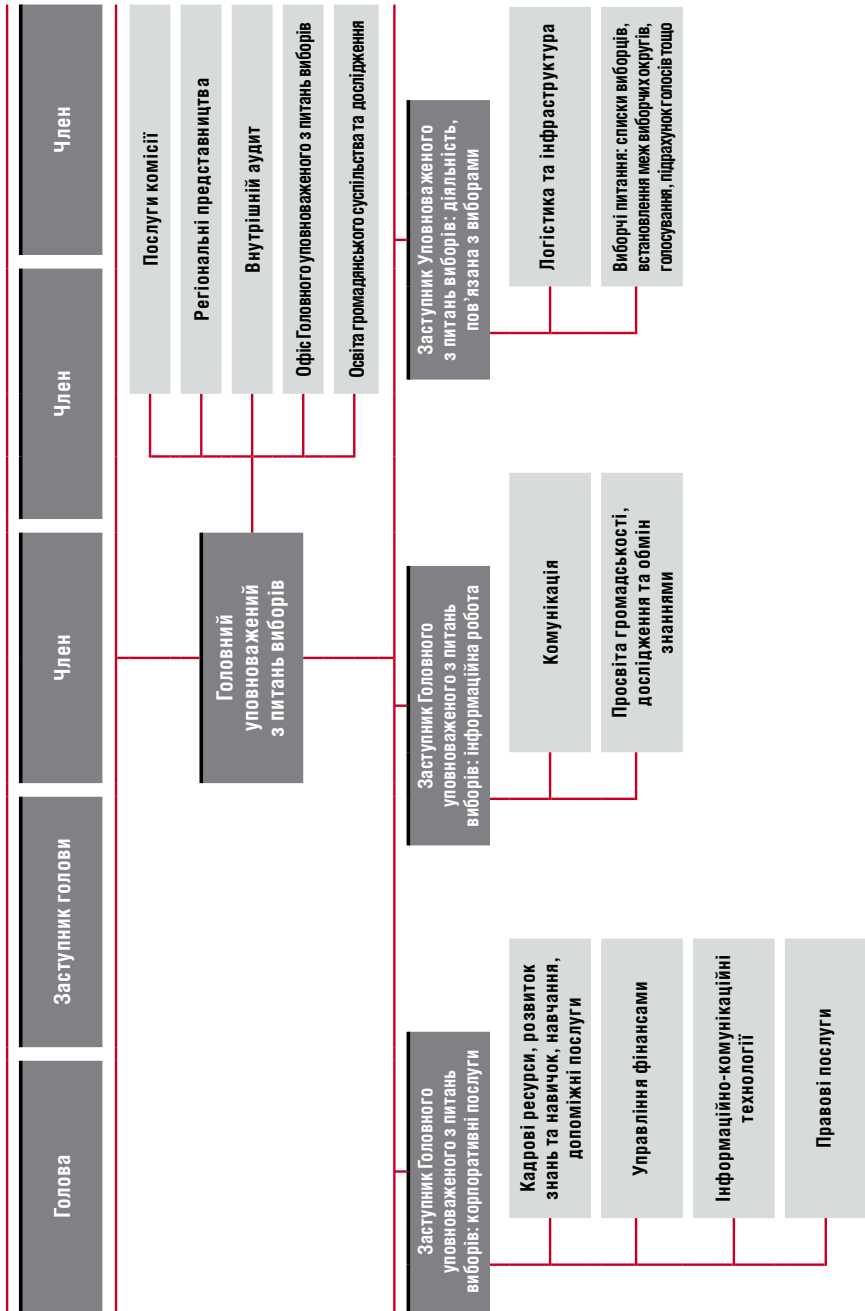 Голова
Заступник голови
Член
Член
Член
Головний
уповноважений
з питань виборів
Послуги комісії
Регіональні представництва
Внутрішній аудит
Офіс Головного уповноваженого з питань виборів
Освіта громадянського суспільства та дослідження
Заступник Головного
уповноваженого з питань
виборів: корпоративні послуги
Кадрові ресурси, розвиток
знань та навичок, навчання,
допоміжні послуги
Управління фінансами
Інформаційно-комунікаційні
технології
Правові послуги
Заступник Головного
уповноваженого з питань
виборів: інформаційна робота
Комунікація
Просвіта громадськості,
дослідження та обмін
знаннями
Заступник Уповноваженого
з питань виборів: діяльність,
пов’язана з виборами
Логістика та інфраструктура
Виборчі питання: списки виборців,
встановлення меж виборчих округів,
голосування, підрахунок голосів тощо